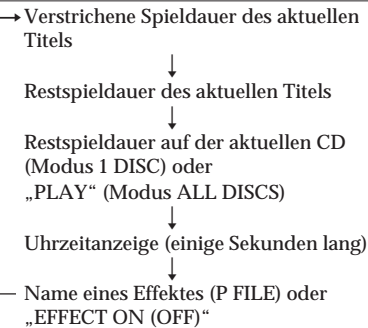 Verstrichene Spieldauer des aktuellen
Titels
Restspieldauer des aktuellen Titels
Restspieldauer auf der aktuellen CD
(Modus 1 DISC) oder
„PLAY“ (Modus ALL DISCS)
Uhrzeitanzeige (einige Sekunden lang)
Name eines Effektes (P FILE) oder
„EFFECT ON (OFF)“